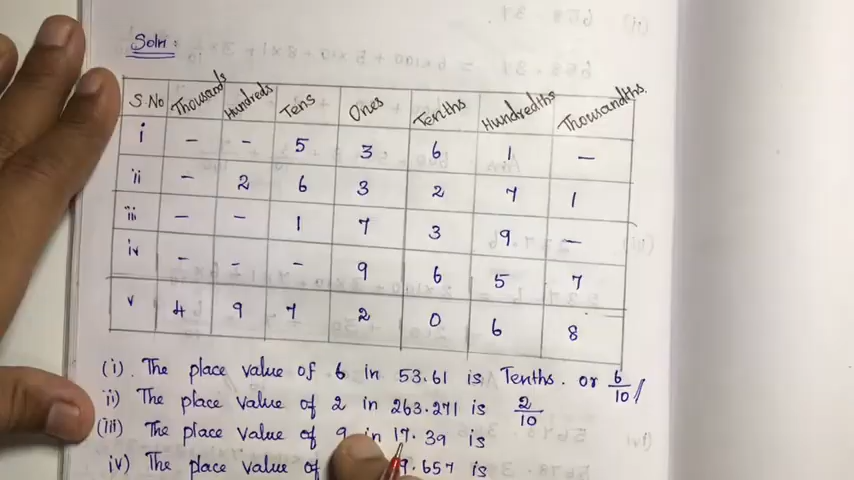 Soln:
S.No Thousands Hundreds Tens Ones Tenths Hundredths Thousandths.
i - - 5 3 6 1 -
ii - 2 6 3 2 7 1
iii - - 1 7 3 9 -
iv - - - 9 6 5 7
v 4 9 7 2 0 6 8
(i). The place value of 6 in 53.61 is Tenths. or 6/10 //
ii) The place value of 2 in 263.271 is 2/10
(iii) The place value of 9 in 17.39 is
iv) The place value of 9.657 is